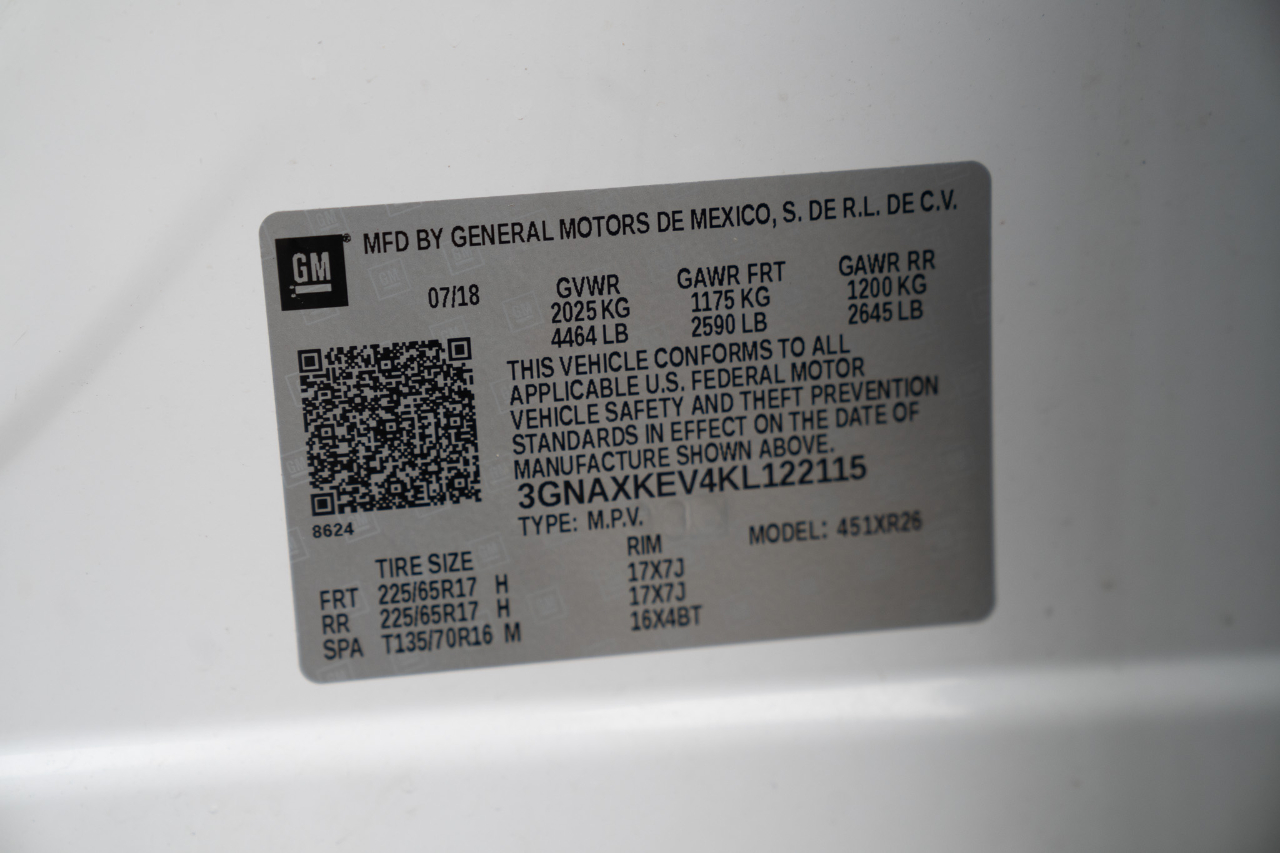 GM
MFD BY GENERAL MOTORS DE MEXICO, S. DE R.L. DE C.V.
07/18
GVWR GAWR FRT GAWR RR
2025 KG 1175 KG 1200 KG
4464 LB 2590 LB 2645 LB
THIS VEHICLE CONFORMS TO ALL
APPLICABLE U.S. FEDERAL MOTOR
VEHICLE SAFETY AND THEFT PREVENTION
STANDARDS IN EFFECT ON THE DATE OF
MANUFACTURE SHOWN ABOVE.
3GNAXKEV4KL122115
8624
TYPE: M.P.V. MODEL: 451XR26
TIRE SIZE RIM
FRT 225/65R17 H 17X7J
RR 225/65R17 H 17X7J
SPA T135/70R16 M 16X4BT